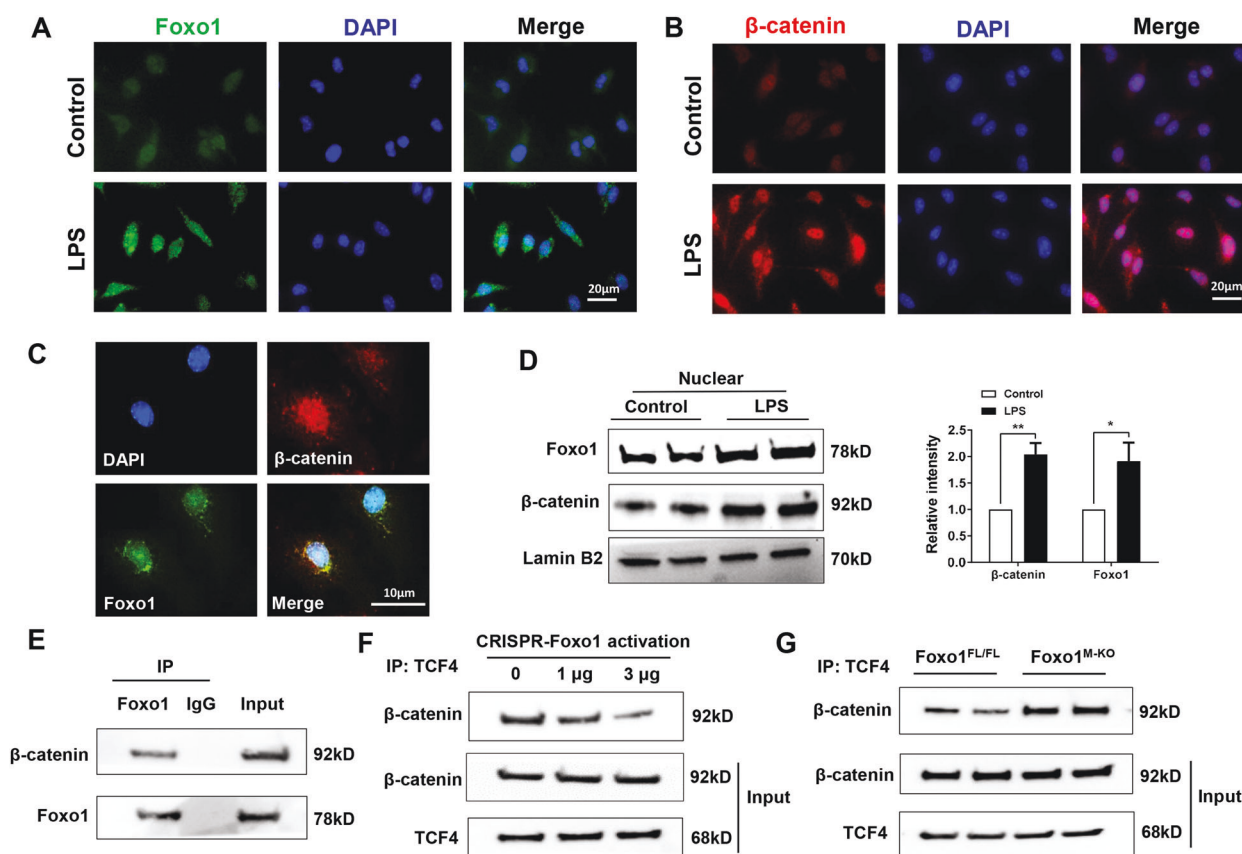 A
Foxo1 DAPI Merge
Control
LPS
20μm
B
β-catenin DAPI Merge
Control
LPS
20μm
C
DAPI
β-catenin
Foxo1
Merge
10μm
D
Nuclear
Control LPS
Foxo1 78kD
β-catenin 92kD
Lamin B2 70kD
Control
LPS
Relative intensity
2.5
2.0
1.5
1.0
0.5
0.0
** *
β-catenin Foxo1
E
IP
Foxo1 IgG Input
β-catenin 92kD
Foxo1 78kD
F
CRISPR-Foxo1 activation
IP: TCF4 0 1 μg 3 μg
β-catenin 92kD
β-catenin 92kD
Input
TCF4 68kD
G
IP: TCF4 Foxo1FL/FL Foxo1M-KO
β-catenin 92kD
β-catenin 92kD
Input
TCF4 68kD